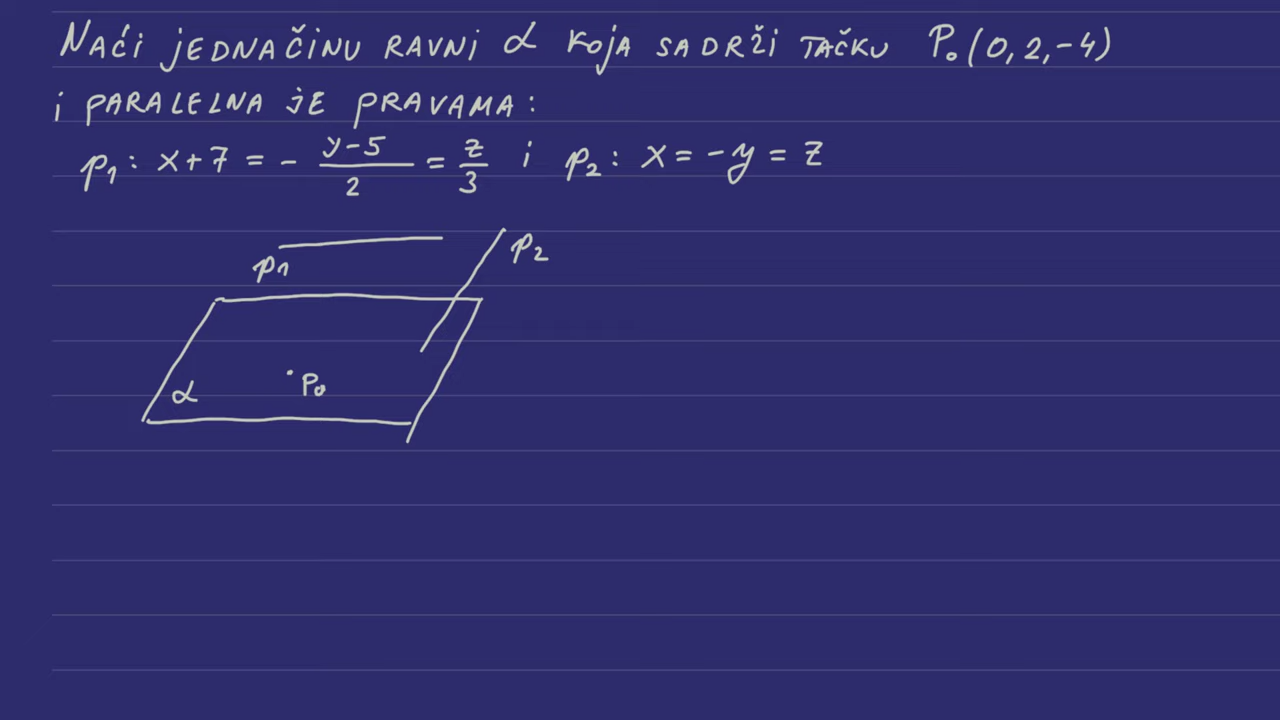 Naći jednačinu ravni α koja sadrži tačku P₀(0, 2, -4)
i paralelna je pravama:
p₁: x+7 = - (y-5)/2 = z/3 i p₂: x = -y = z
p₂
p₁
α P₀